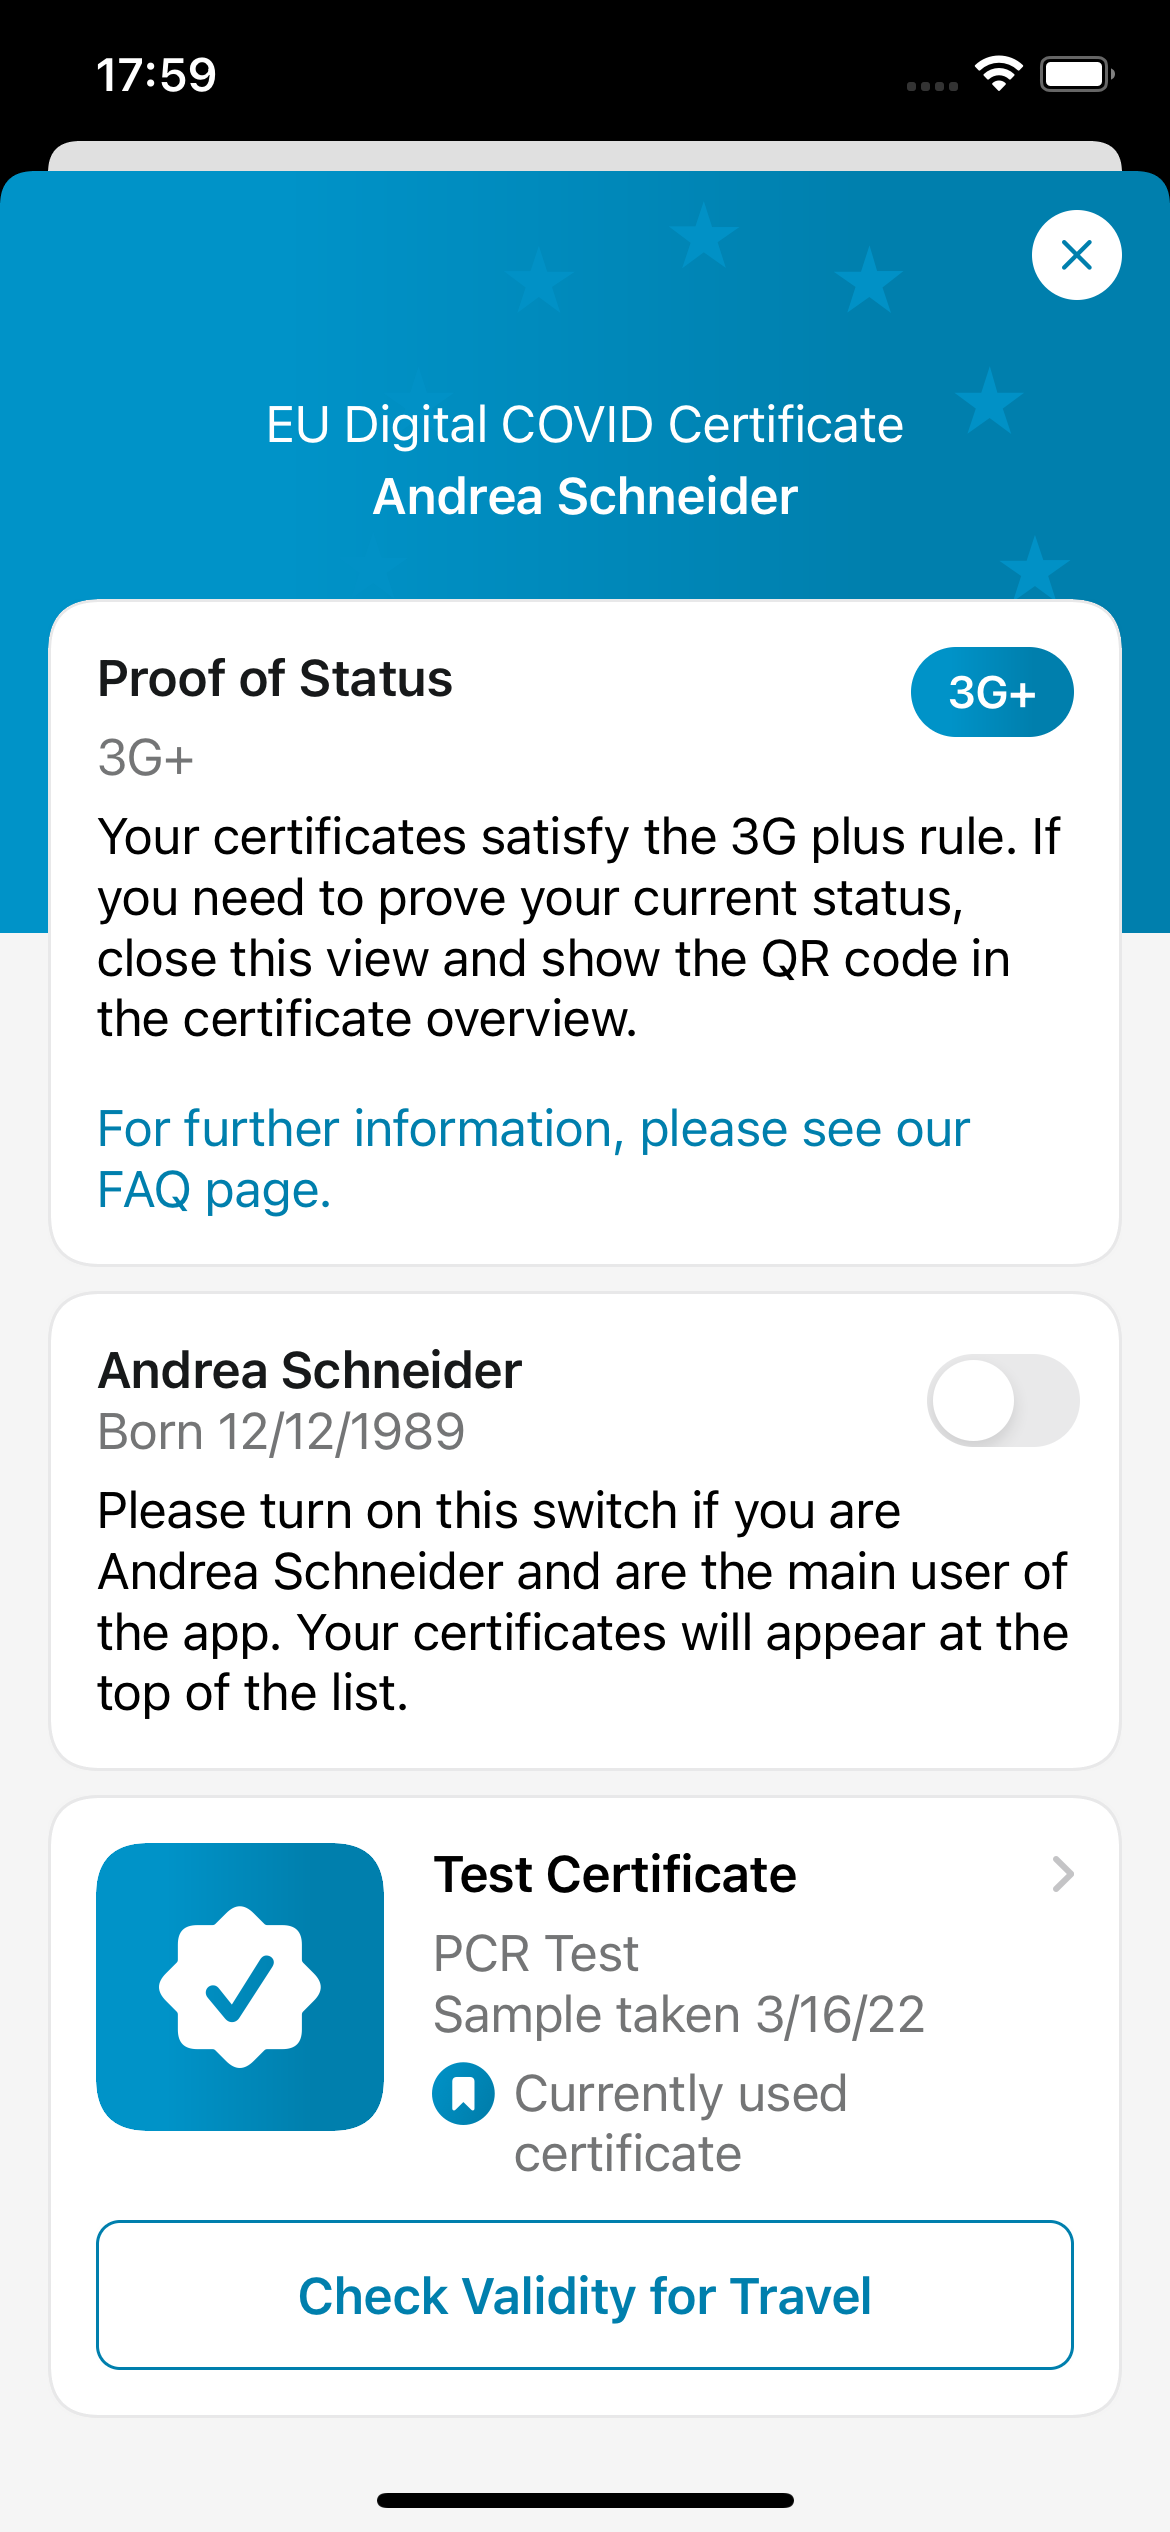 17:59
EU Digital COVID Certificate
Andrea Schneider
Proof of Status
3G+
3G+
Your certificates satisfy the 3G plus rule. If
you need to prove your current status,
close this view and show the QR code in
the certificate overview.
For further information, please see our
FAQ page.
Andrea Schneider
Born 12/12/1989
Please turn on this switch if you are
Andrea Schneider and are the main user of
the app. Your certificates will appear at the
top of the list.
Test Certificate
PCR Test
Sample taken 3/16/22
Currently used
certificate
Check Validity for Travel